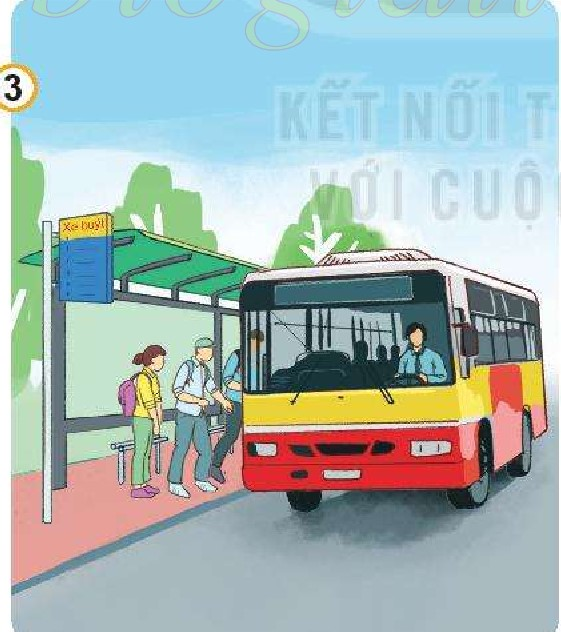 3
KẾT NỐI T
VỚI CUỘ
Xe buýt